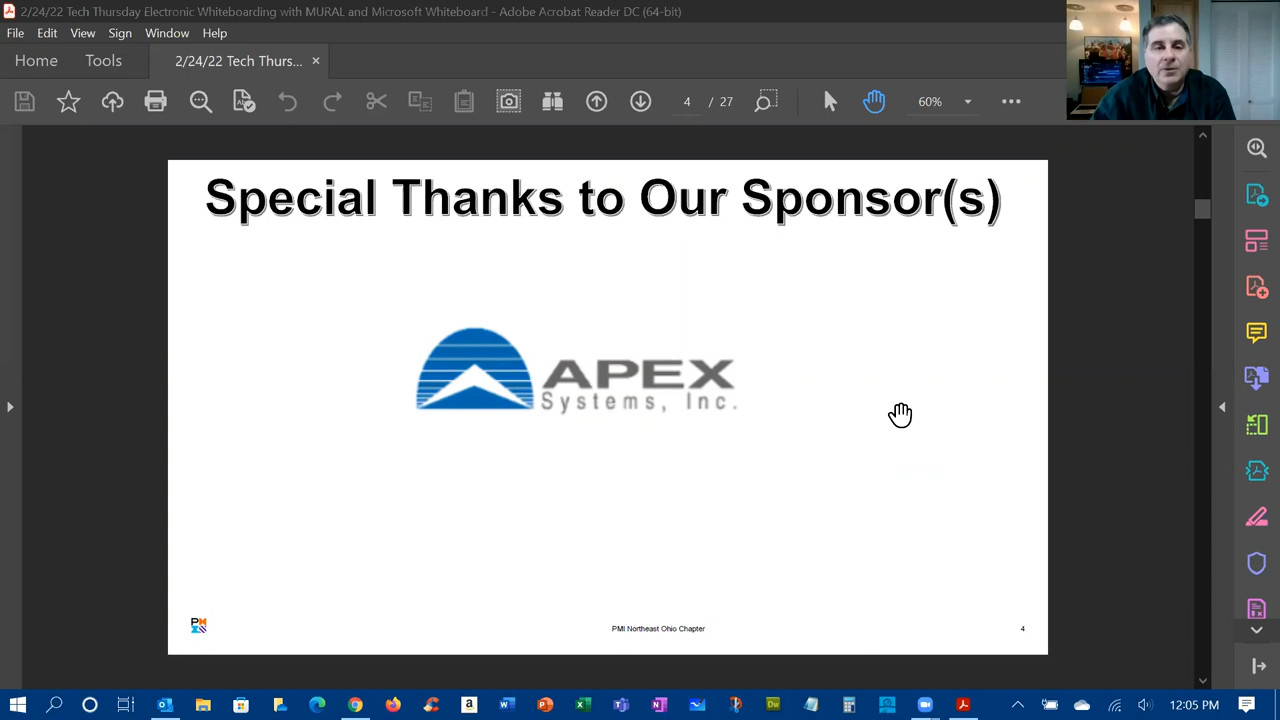 2/24/22 Tech Thursday Electronic Whiteboarding with MURAL and Microsoft Whiteboard - Adobe Acrobat Reader DC (64-bit)
File Edit View Sign Window Help
Home Tools 2/24/22 Tech Thurs... ×
4 / 27 60%
Special Thanks to Our Sponsor(s)
APEX
Systems, Inc.
PMI Northeast Ohio Chapter 4
12:05 PM